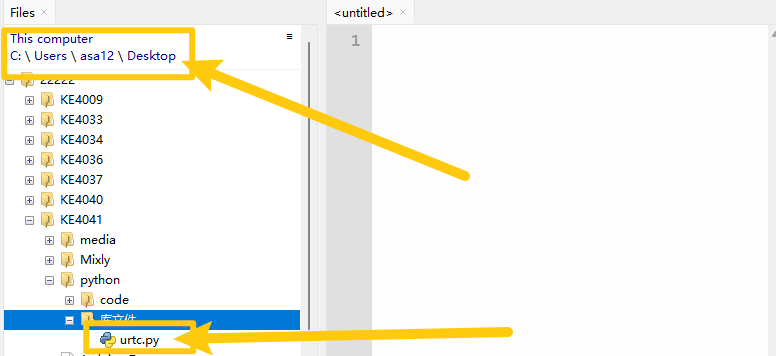 Files ×
<untitled> ×
This computer
C: \ Users \ asa12 \ Desktop
1
22222
KE4009
KE4033
KE4034
KE4036
KE4037
KE4040
KE4041
media
Mixly
python
code
库文件
urtc.py